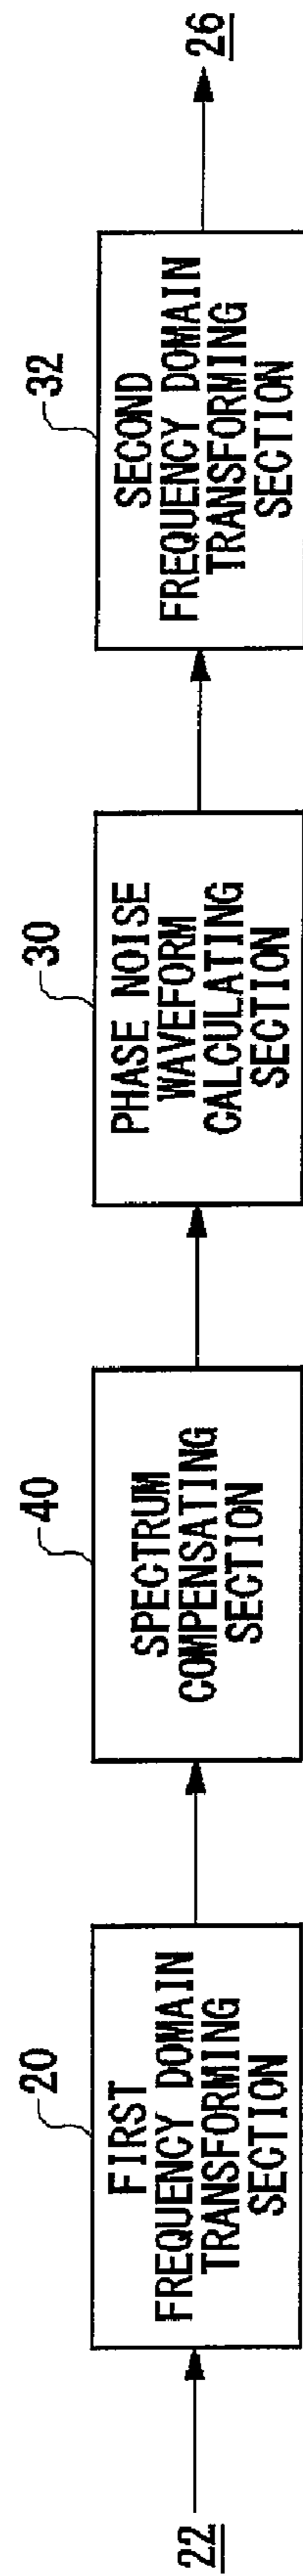 22
20
FIRST
FREQUENCY DOMAIN
TRANSFORMING
SECTION
40
SPECTRUM
COMPENSATING
SECTION
30
PHASE NOISE
WAVEFORM
CALCULATING
SECTION
32
SECOND
FREQUENCY DOMAIN
TRANSFORMING
SECTION
26